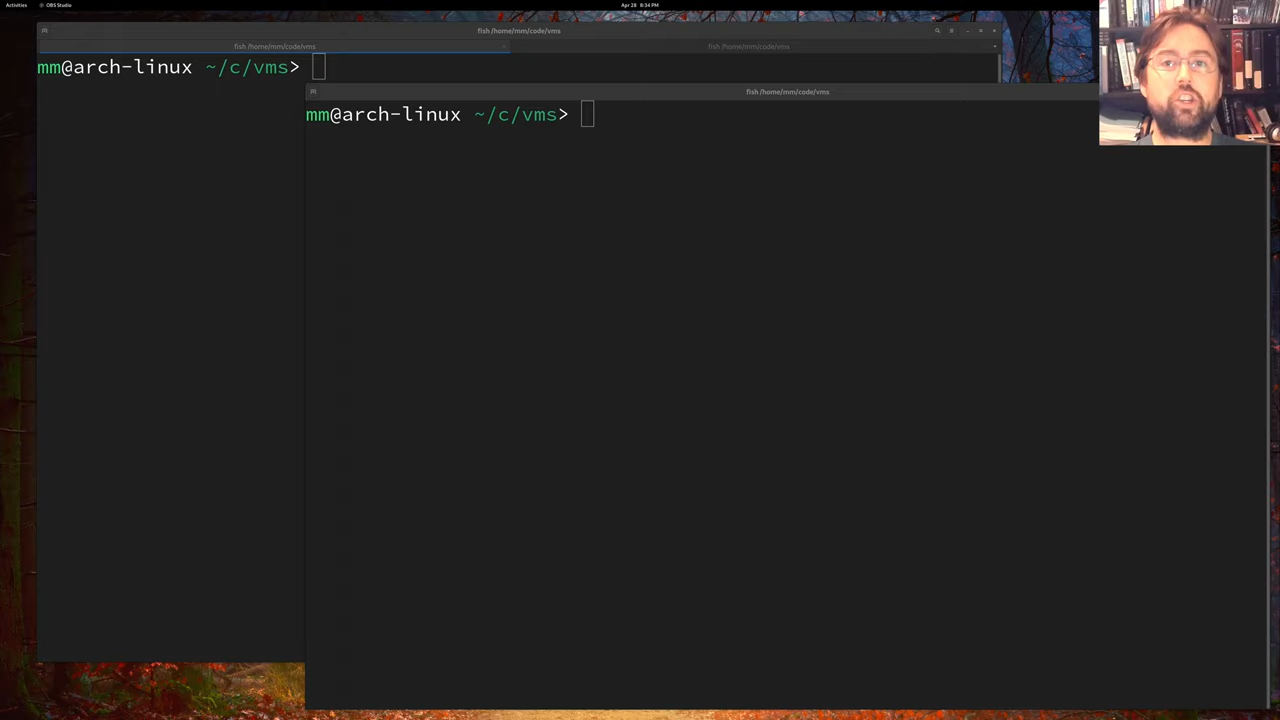 Activities
OBS Studio
Apr 28 8:34 PM
fish /home/mm/code/vms
fish /home/mm/code/vms
fish /home/mm/code/vms
mm@arch-linux ~/c/vms>
fish /home/mm/code/vms
mm@arch-linux ~/c/vms>